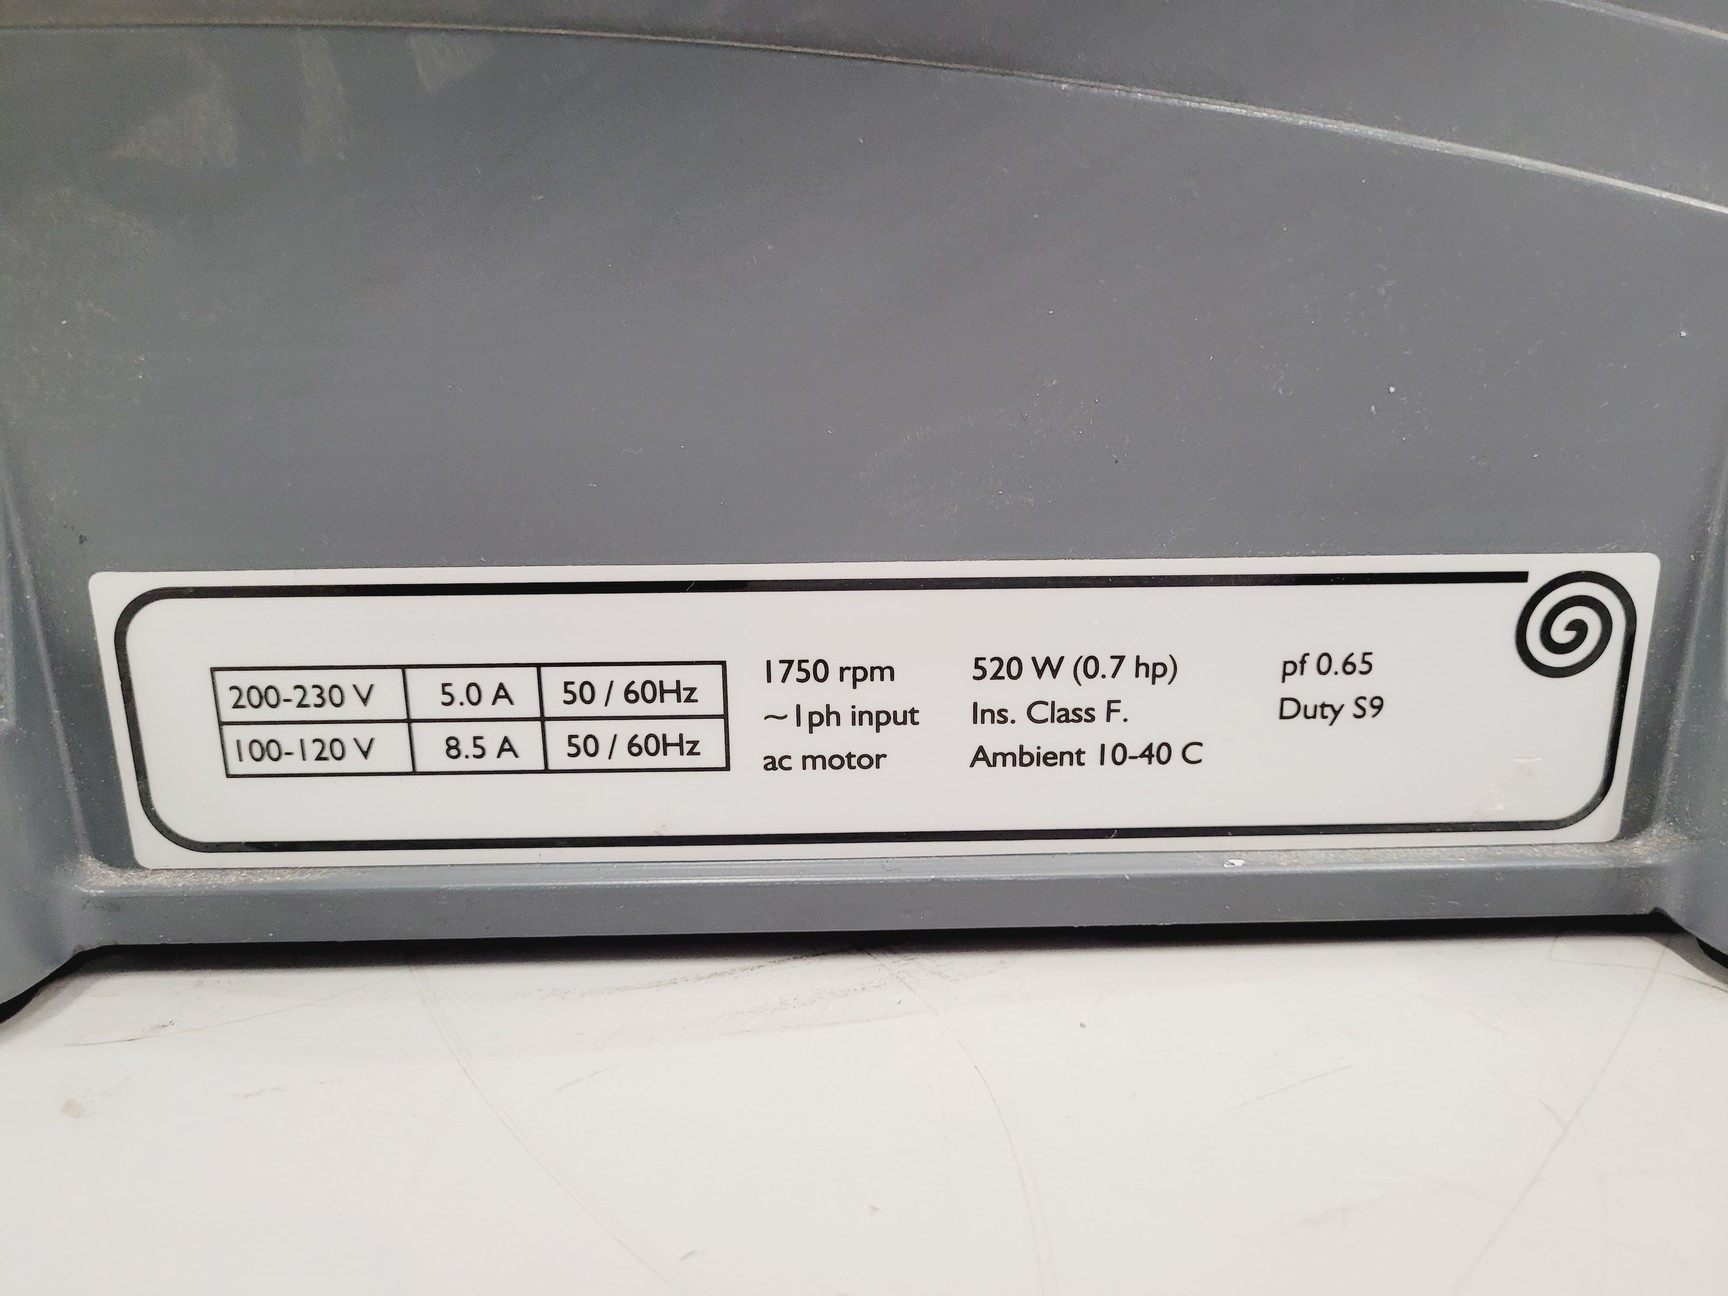 200-230 V 5.0 A 50 / 60Hz
100-120 V 8.5 A 50 / 60Hz
1750 rpm
~1ph input
ac motor
520 W (0.7 hp)
Ins. Class F.
Ambient 10-40 C
pf 0.65
Duty S9